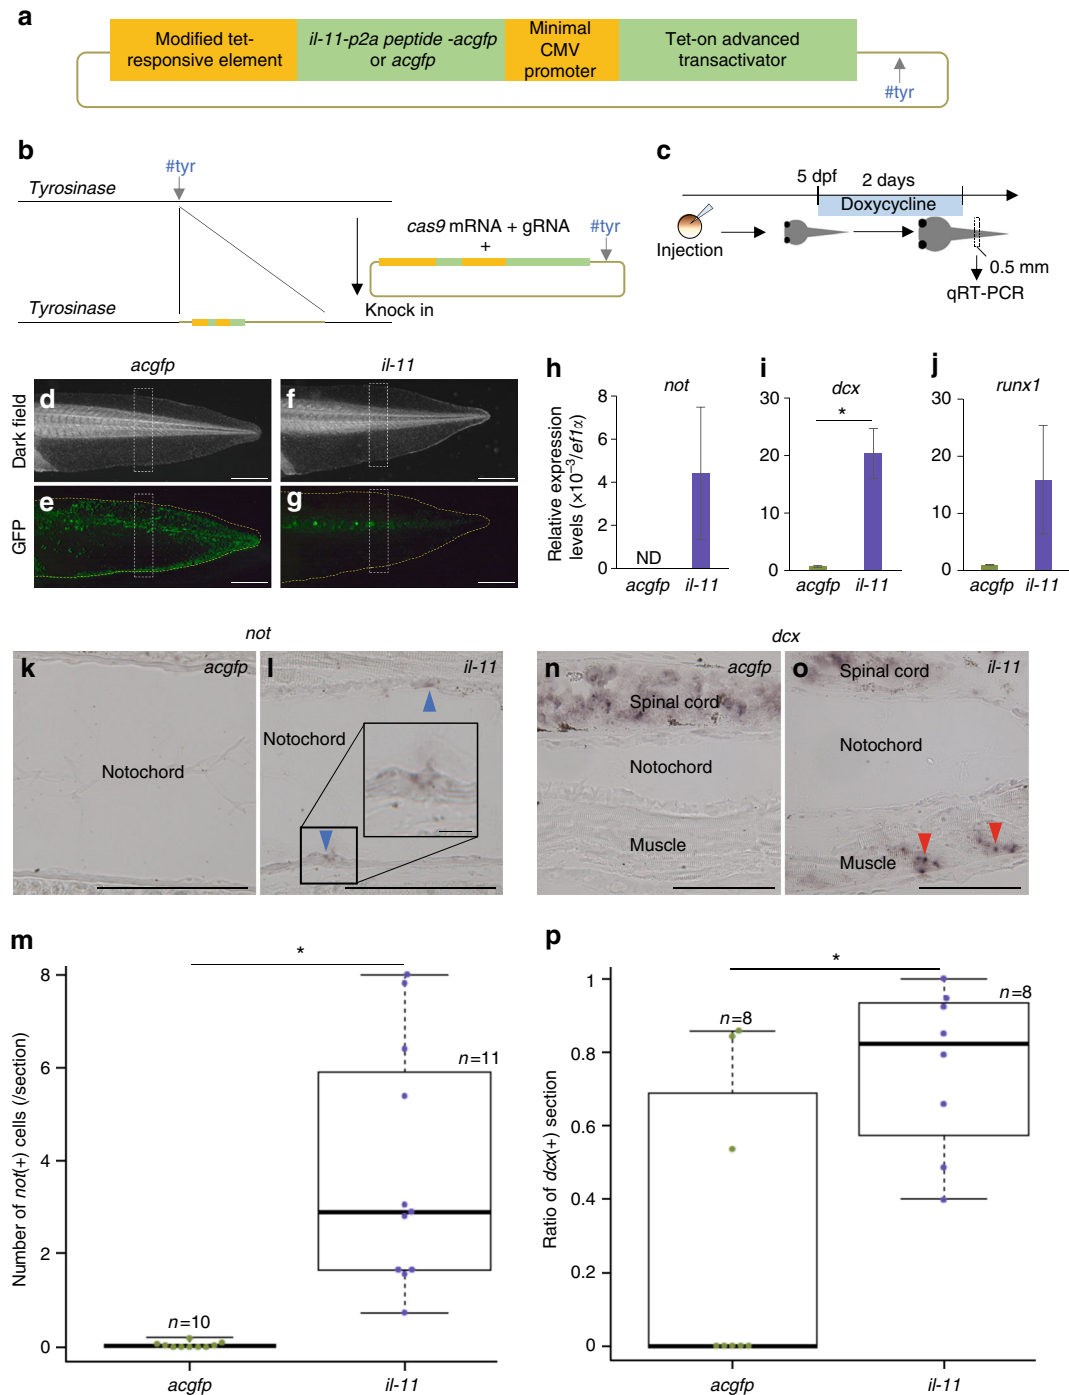 a
Modified tet-
responsive element
il-11-p2a peptide -acgfp
or acgfp
Minimal
CMV
promoter
Tet-on advanced
transactivator
#tyr
b
#tyr
Tyrosinase
cas9 mRNA + gRNA
+
#tyr
Knock in
Tyrosinase
c
5 dpf
2 days
Doxycycline
Injection
0.5 mm
qRT-PCR
acgfp
il-11
Dark field
d
f
GFP
e
g
h
not
Relative expression
levels (×10⁻³/ef1α)
8
6
4
2
0
ND
acgfp
il-11
i
dcx
30
20
10
0
*
acgfp
il-11
j
runx1
30
20
10
0
acgfp
il-11
not
k
acgfp
Notochord
l
il-11
Notochord
dcx
n
acgfp
Spinal cord
Notochord
Muscle
o
il-11
Spinal cord
Notochord
Muscle
m
Number of not(+) cells (/section)
8
6
4
2
0
*
n=10
n=11
acgfp
il-11
p
Ratio of dcx(+) section
1
0.8
0.6
0.4
0.2
0
*
n=8
n=8
acgfp
il-11